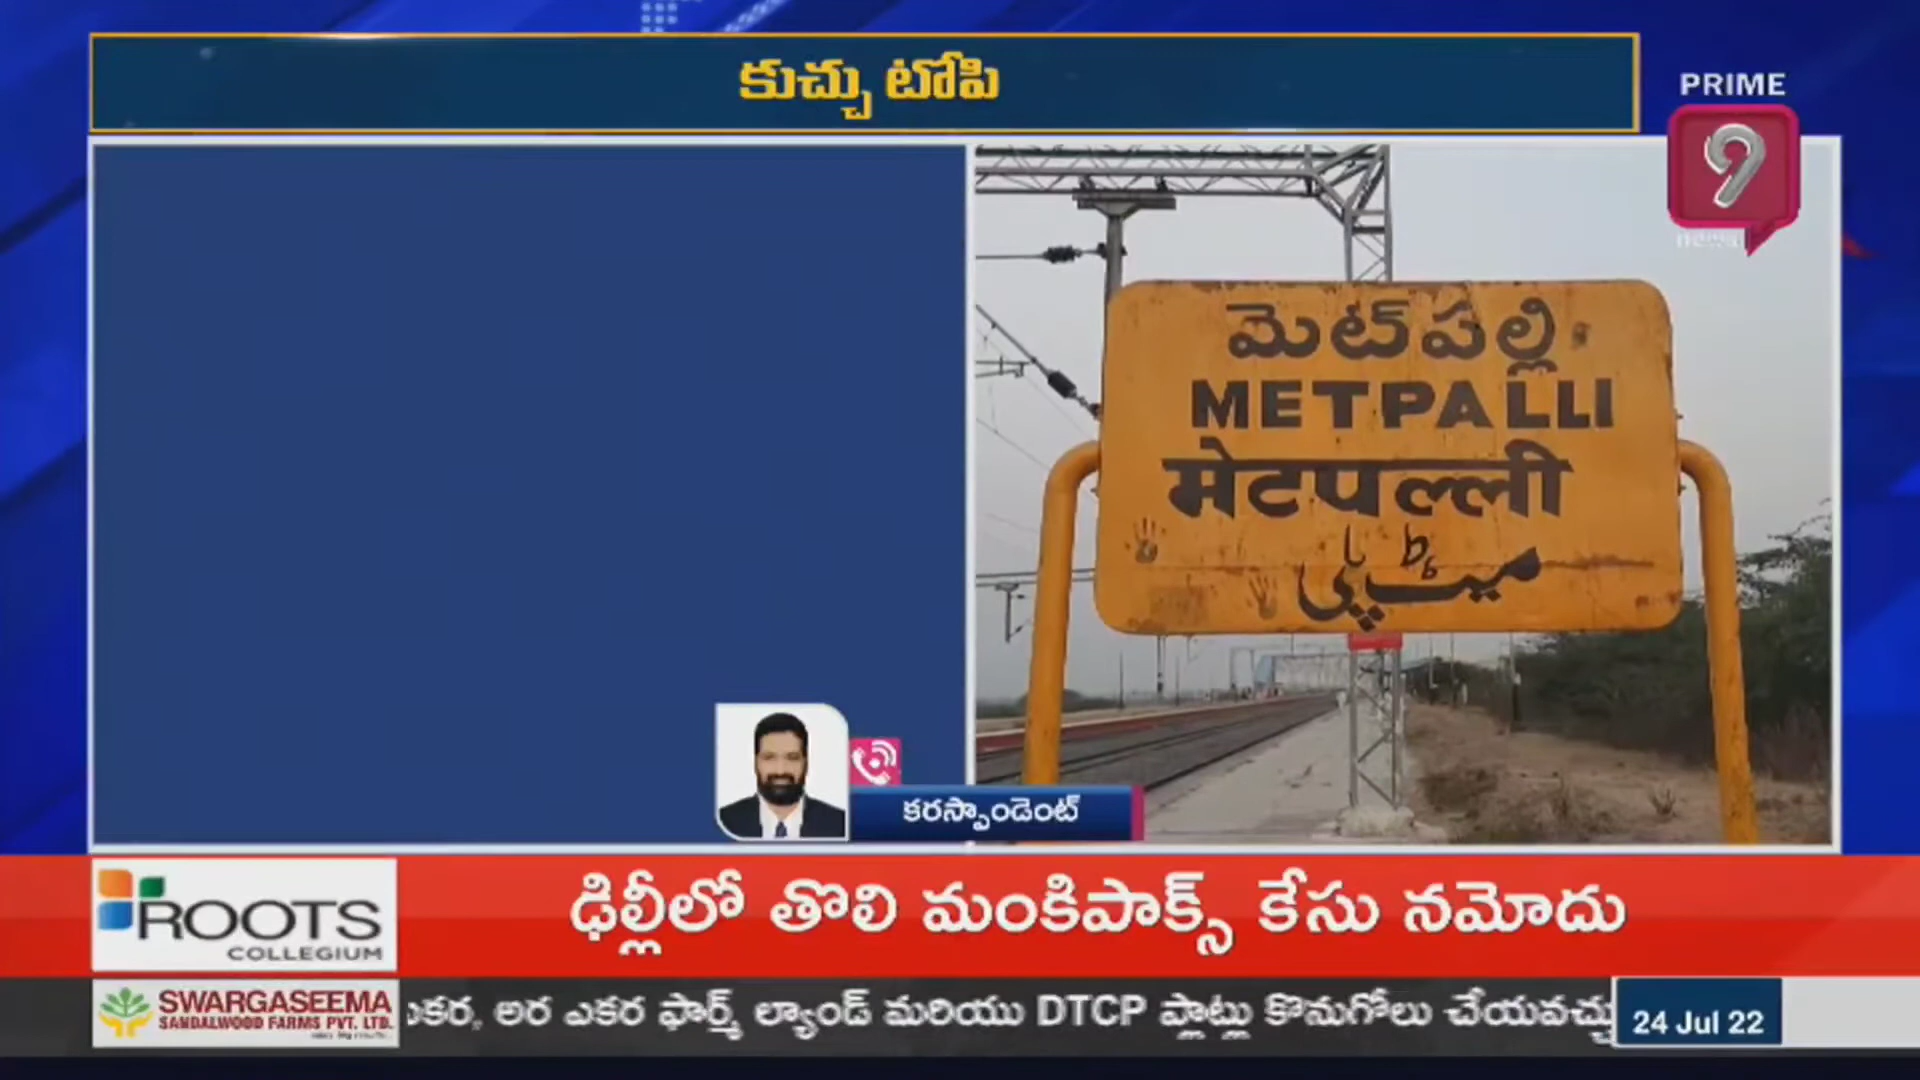 కుచ్చు టోపి
PRIME
9
news
మెట్‌పల్లి
METPALLI
मेटपल्ली
میٹ پلی
కరస్పాండెంట్
ROOTS
COLLEGIUM
ఢిల్లీలో తొలి మంకిపాక్స్ కేసు నమోదు
SWARGASEEMA
SANDALWOOD FARMS PVT. LTD.
అర ఎకర ఫార్మ్ ల్యాండ్ మరియు DTCP ప్లాట్లు కొనుగోలు చేయవచ్చు
24 Jul 22